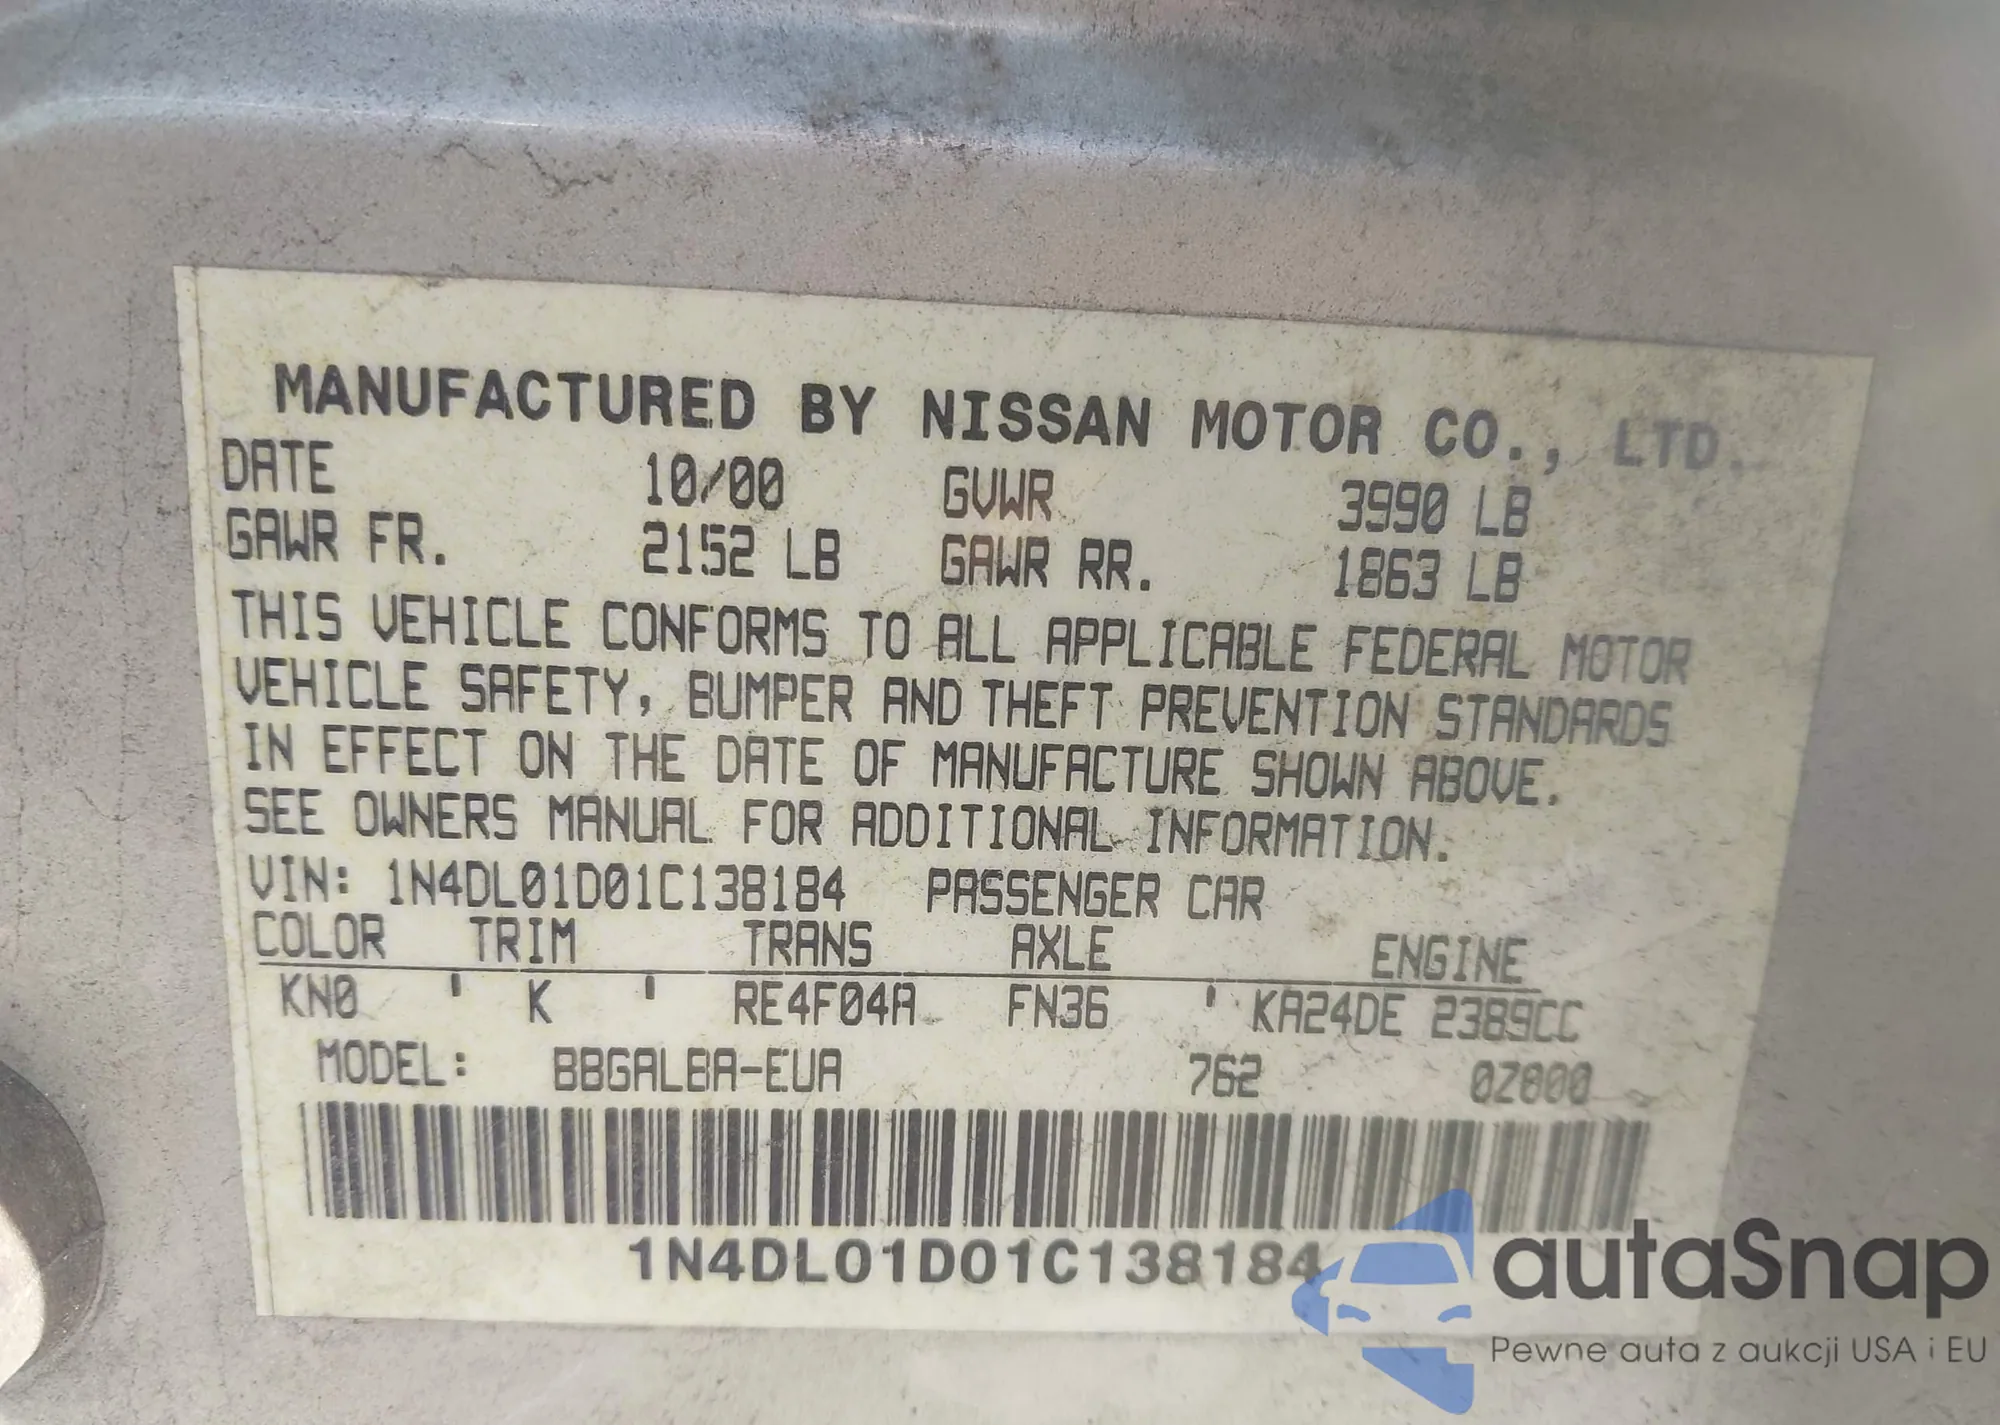 MANUFACTURED BY NISSAN MOTOR CO., LTD.
DATE 10/00 GVWR 3990 LB
GAWR FR. 2152 LB GAWR RR. 1863 LB
THIS VEHICLE CONFORMS TO ALL APPLICABLE FEDERAL MOTOR
VEHICLE SAFETY, BUMPER AND THEFT PREVENTION STANDARDS
IN EFFECT ON THE DATE OF MANUFACTURE SHOWN ABOVE.
SEE OWNERS MANUAL FOR ADDITIONAL INFORMATION.
VIN: 1N4DL01D01C138184 PASSENGER CAR
COLOR TRIM TRANS AXLE ENGINE
KN0 ' K ' RE4F04A FN36 ' KA24DE 2389CC
MODEL: BBGALBA-EUA 762 0Z000
1N4DL01D01C138184
autaSnap
Pewne auta z aukcji USA i EU